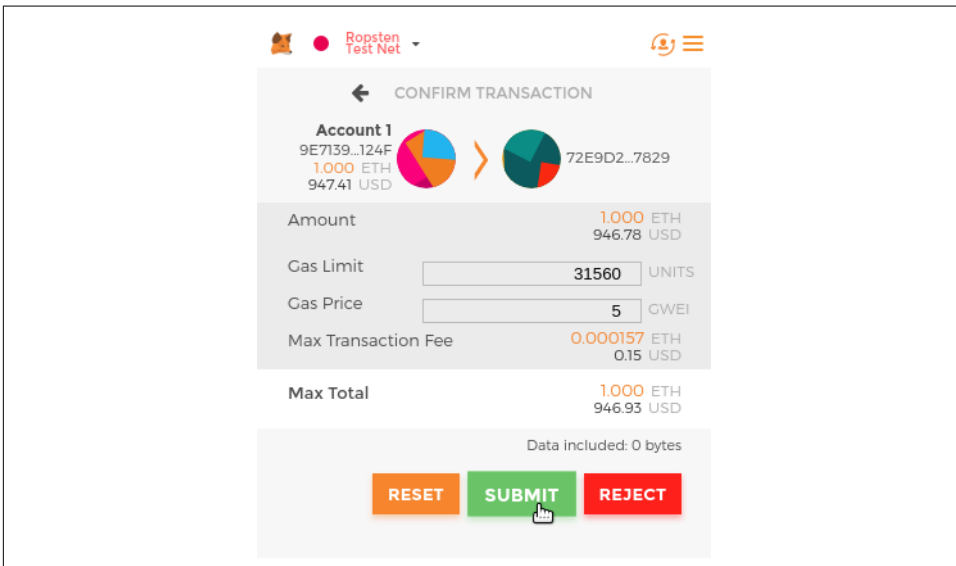 Ropsten
Test Net
CONFIRM TRANSACTION
Account 1
9E7139...124F
1.000 ETH
947.41 USD
72E9D2...7829
Amount 1.000 ETH
946.78 USD
Gas Limit 31560 UNITS
Gas Price 5 GWEI
Max Transaction Fee 0.000157 ETH
0.15 USD
Max Total 1.000 ETH
946.93 USD
Data included: 0 bytes
RESET SUBMIT REJECT